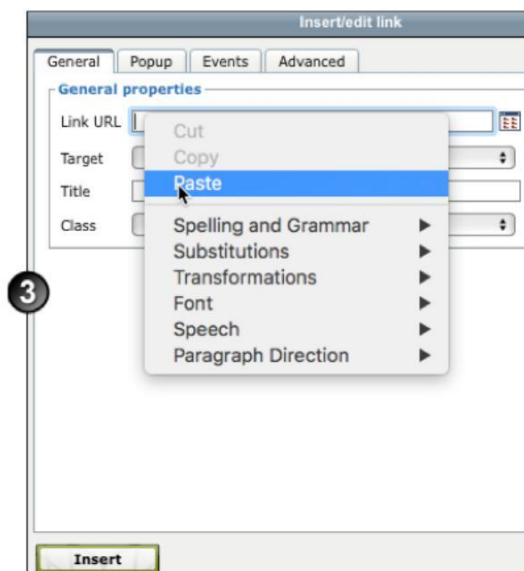 Insert/edit link
General Popup Events Advanced
General properties
Link URL
Target
Title
Class
Cut
Copy
Paste
Spelling and Grammar
Substitutions
Transformations
Font
Speech
Paragraph Direction
3
Insert